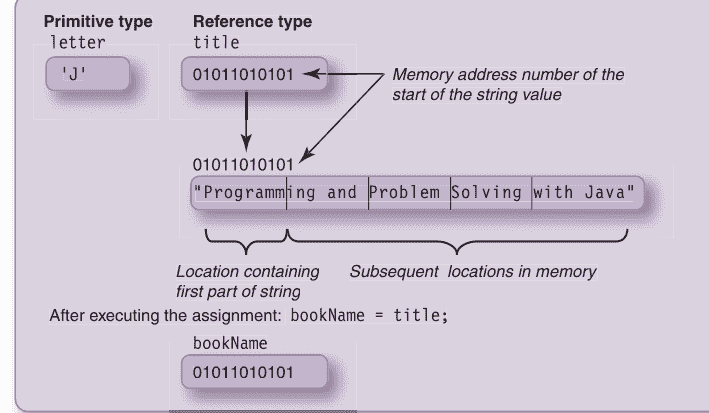 Primitive type Reference type
letter title
'J' 01011010101 Memory address number of the
start of the string value
01011010101
"Programming and Problem Solving with Java"
Location containing Subsequent locations in memory
first part of string
After executing the assignment: bookName = title;
bookName
01011010101